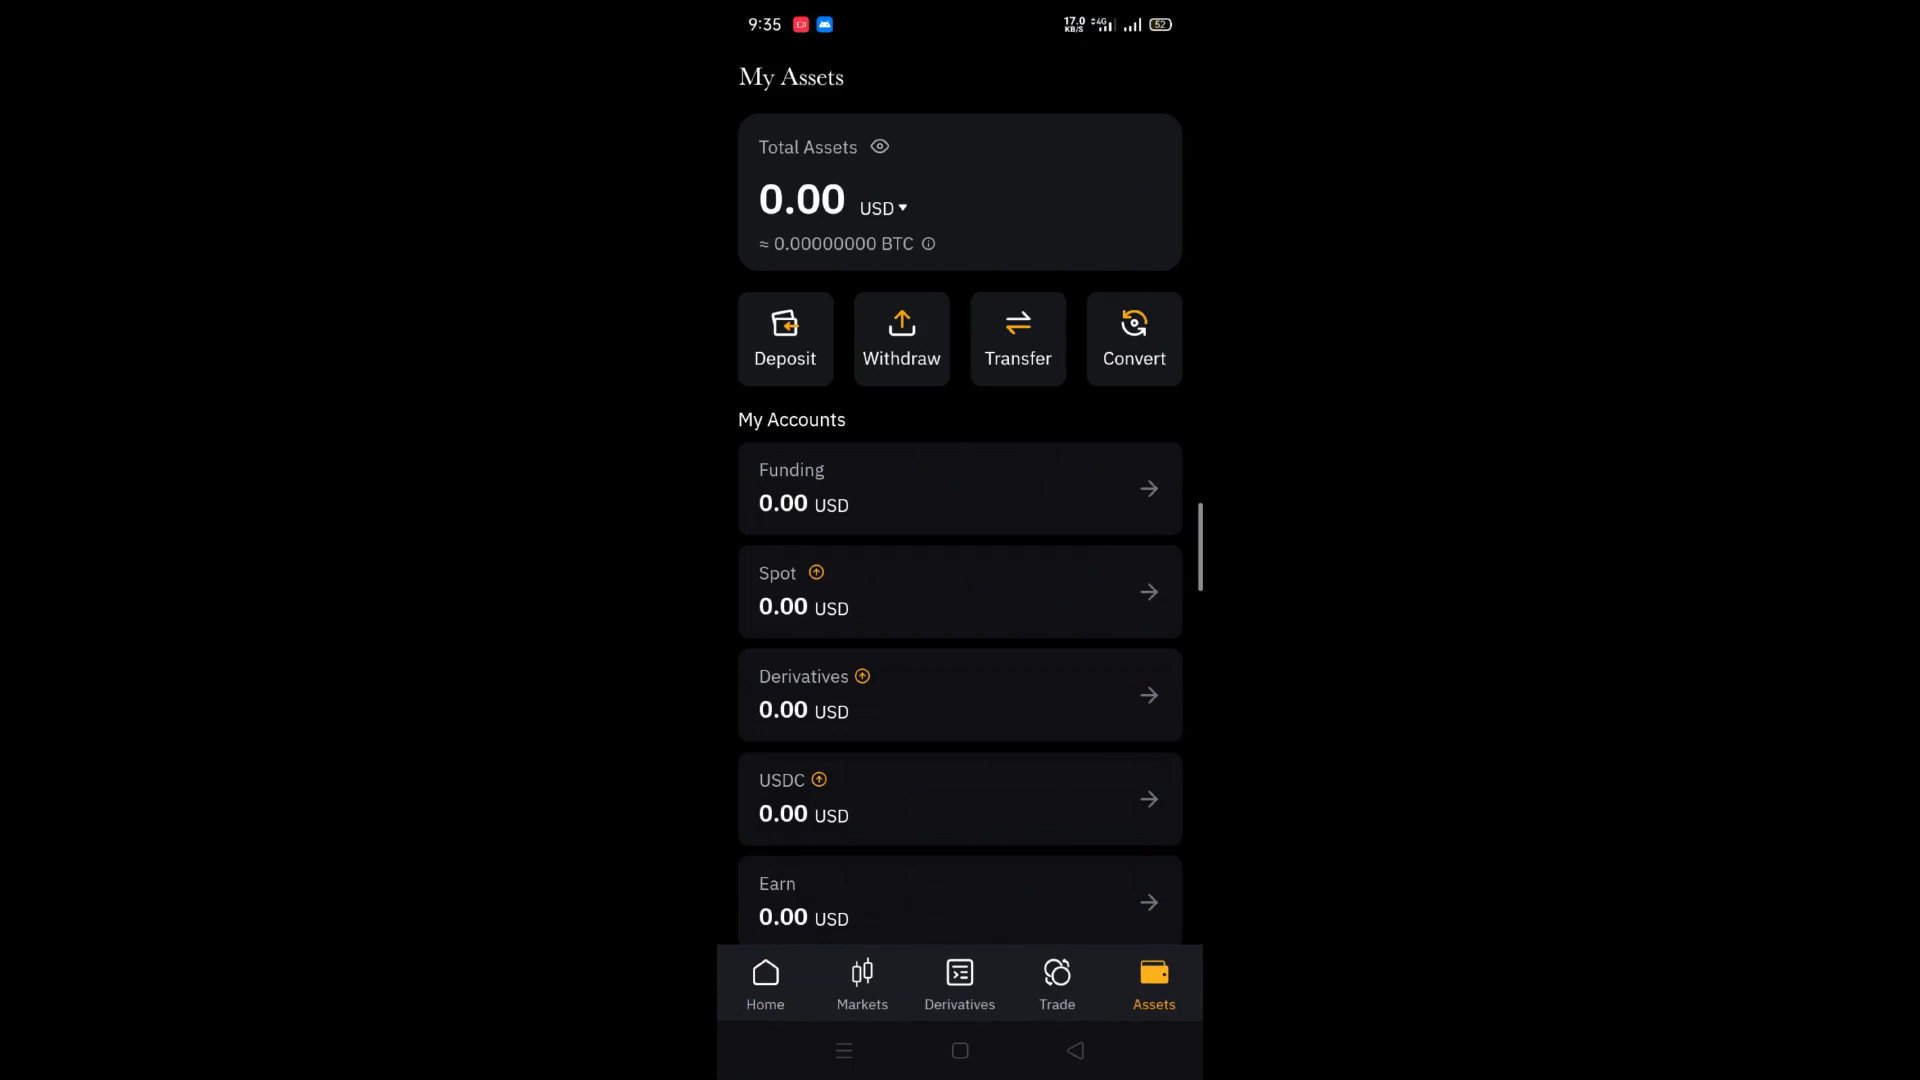 9:35 17.0 KB/S 4G 52
My Assets
Total Assets
0.00 USD
≈ 0.00000000 BTC
Deposit Withdraw Transfer Convert
My Accounts
Funding
0.00 USD
Spot
0.00 USD
Derivatives
0.00 USD
USDC
0.00 USD
Earn
0.00 USD
Home Markets Derivatives Trade Assets